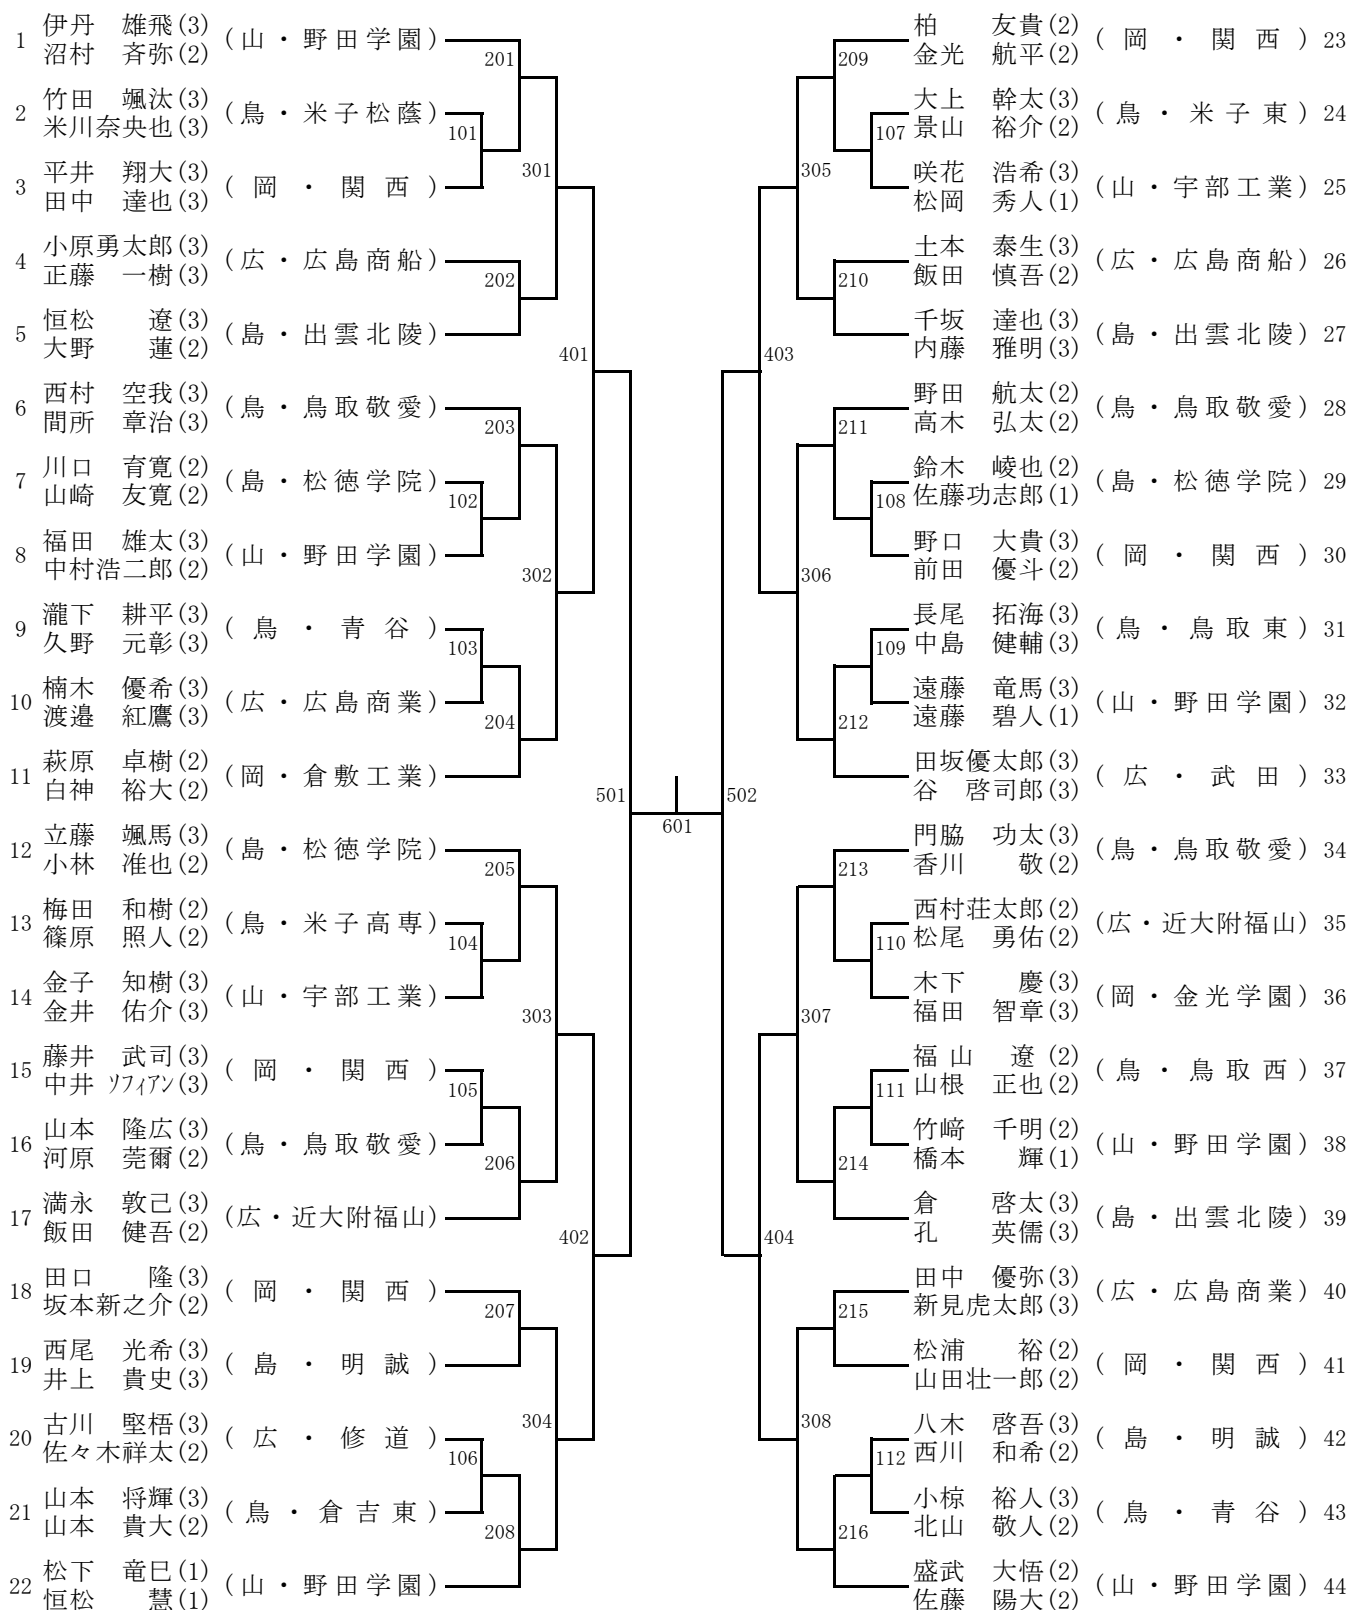 1 伊丹　雄飛(3)
沼村　斉弥(2)
(山・野田学園)
2 竹田　颯汰(3)
米川奈央也(3)
(鳥・米子松蔭)
3 平井　翔大(3)
田中　達也(3)
(岡・関西)
4 小原勇太郎(3)
正藤　一樹(3)
(広・広島商船)
5 恒松　遼(3)
大野　蓮(2)
(島・出雲北陵)
6 西村　空我(3)
間所　章治(3)
(鳥・鳥取敬愛)
7 川口　育寛(2)
山崎　友寛(2)
(島・松徳学院)
8 福田　雄太(3)
中村浩二郎(2)
(山・野田学園)
9 瀧下　耕平(3)
久野　元彰(3)
(鳥・青谷)
10 楠木　優希(3)
渡邉　紅鷹(3)
(広・広島商業)
11 萩原　卓樹(2)
白神　裕大(2)
(岡・倉敷工業)
12 立藤　颯馬(3)
小林　准也(2)
(島・松徳学院)
13 梅田　和樹(2)
篠原　照人(2)
(鳥・米子高専)
14 金子　知樹(3)
金井　佑介(3)
(山・宇部工業)
15 藤井　武司(3)
中井 ソフィアン(3)
(岡・関西)
16 山本　隆広(3)
河原　莞爾(2)
(鳥・鳥取敬愛)
17 満永　敦己(3)
飯田　健吾(2)
(広・近大附福山)
18 田口　隆(3)
坂本新之介(2)
(岡・関西)
19 西尾　光希(3)
井上　貴史(3)
(島・明誠)
20 古川　堅梧(3)
佐々木祥太(2)
(広・修道)
21 山本　将輝(3)
山本　貴大(2)
(鳥・倉吉東)
22 松下　竜巳(1)
恒松　慧(1)
(山・野田学園)
201
101
301
202
401
203
102
302
103
204
501
205
104
303
105
206
402
207
304
106
208
601
502
209
107
305
210
403
211
108
306
109
212
213
110
307
111
214
404
215
308
112
216
柏　友貴(2)
金光　航平(2)
(岡・関西) 23
大上　幹太(3)
景山　裕介(2)
(鳥・米子東) 24
咲花　浩希(3)
松岡　秀人(1)
(山・宇部工業) 25
土本　泰生(3)
飯田　慎吾(2)
(広・広島商船) 26
千坂　達也(3)
内藤　雅明(3)
(島・出雲北陵) 27
野田　航太(2)
高木　弘太(2)
(鳥・鳥取敬愛) 28
鈴木　崚也(2)
佐藤功志郎(1)
(島・松徳学院) 29
野口　大貴(3)
前田　優斗(2)
(岡・関西) 30
長尾　拓海(3)
中島　健輔(3)
(鳥・鳥取東) 31
遠藤　竜馬(3)
遠藤　碧人(1)
(山・野田学園) 32
田坂優太郎(3)
谷　啓司郎(3)
(広・武田) 33
門脇　功太(3)
香川　敬(2)
(鳥・鳥取敬愛) 34
西村荘太郎(2)
松尾　勇佑(2)
(広・近大附福山) 35
木下　慶(3)
福田　智章(3)
(岡・金光学園) 36
福山　遼(2)
山根　正也(2)
(鳥・鳥取西) 37
竹﨑　千明(2)
橋本　輝(1)
(山・野田学園) 38
倉　啓太(3)
孔　英儒(3)
(島・出雲北陵) 39
田中　優弥(3)
新見虎太郎(3)
(広・広島商業) 40
松浦　裕(2)
山田壮一郎(2)
(岡・関西) 41
八木　啓吾(3)
西川　和希(2)
(島・明誠) 42
小椋　裕人(3)
北山　敬人(2)
(鳥・青谷) 43
盛武　大悟(2)
佐藤　陽大(2)
(山・野田学園) 44